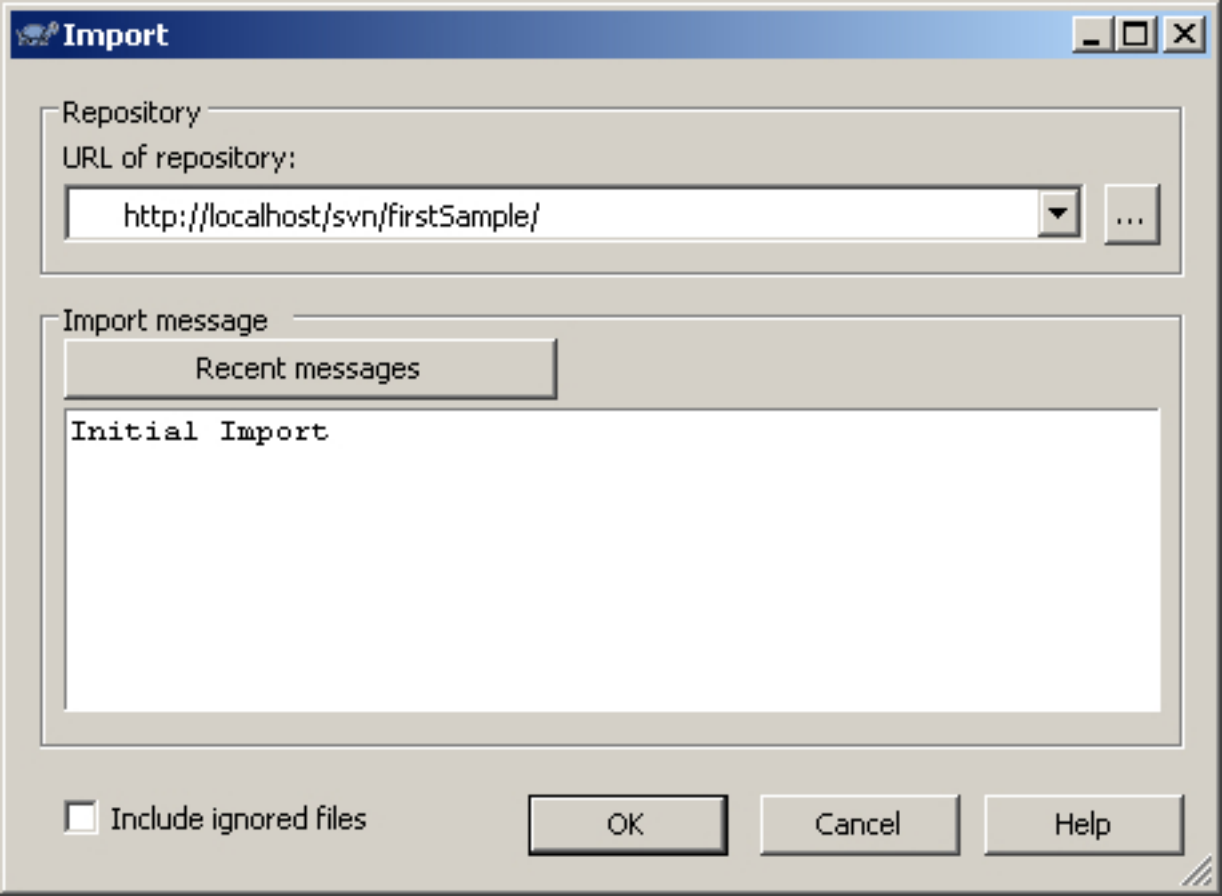 Import
Repository
URL of repository:
http://localhost/svn/firstSample/
...
Import message
Recent messages
Initial Import
Include ignored files
OK
Cancel
Help